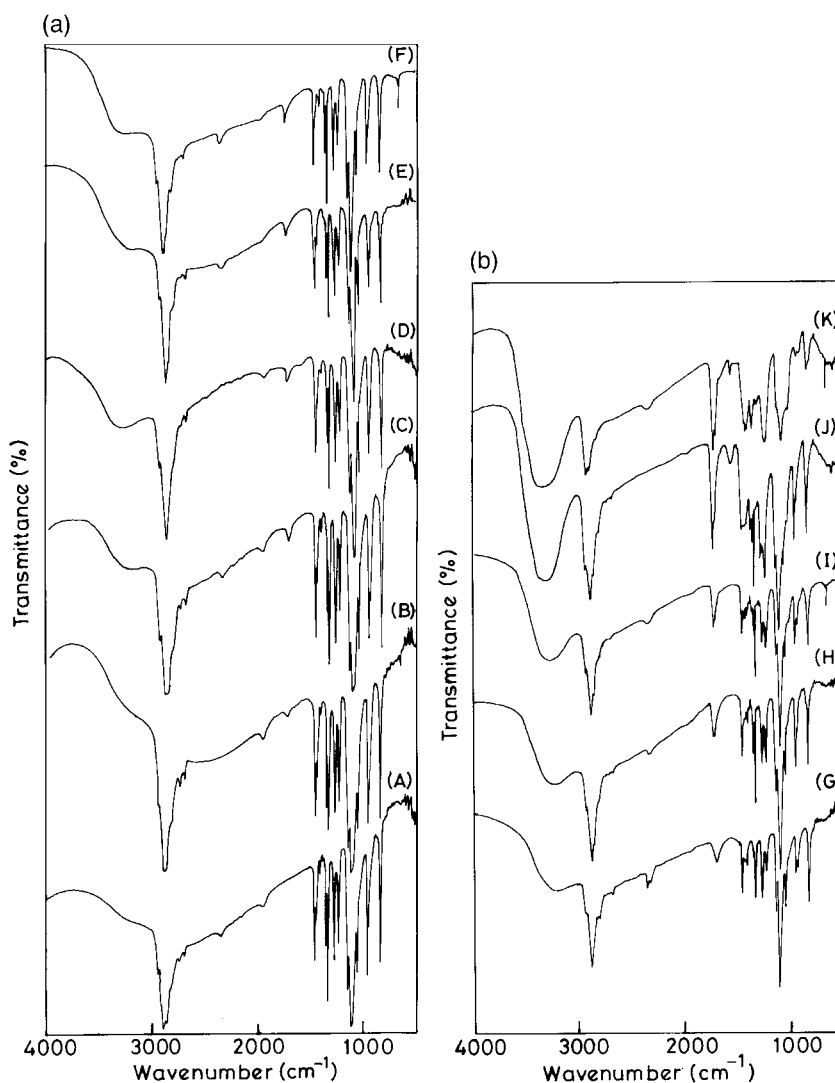 (a)
(F)
(E)
(D)
(C)
(B)
(A)
Transmittance (%)
4000 3000 2000 1000
Wavenumber (cm⁻¹)
(b)
(K)
(J)
(I)
(H)
(G)
Transmittance (%)
4000 3000 2000 1000
Wavenumber (cm⁻¹)